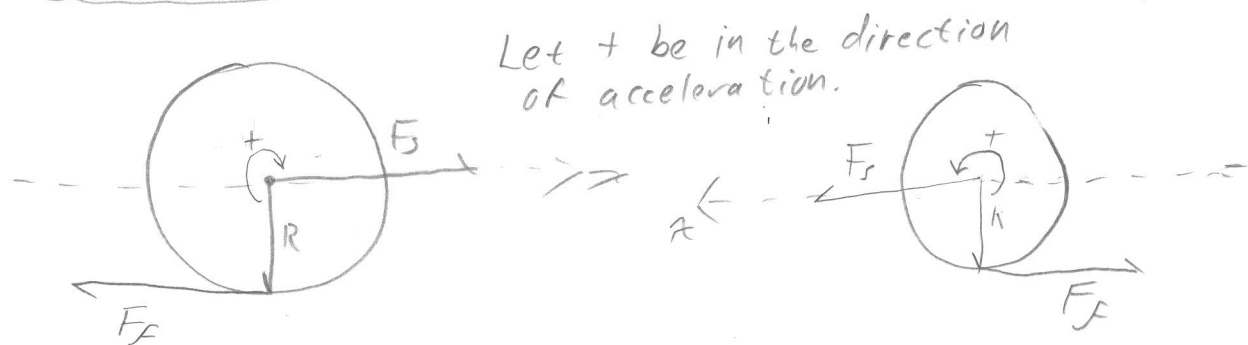 Let + be in the direction
of acceleration.
+
Fs
R
Ff
+
Fs
R
Ff
x